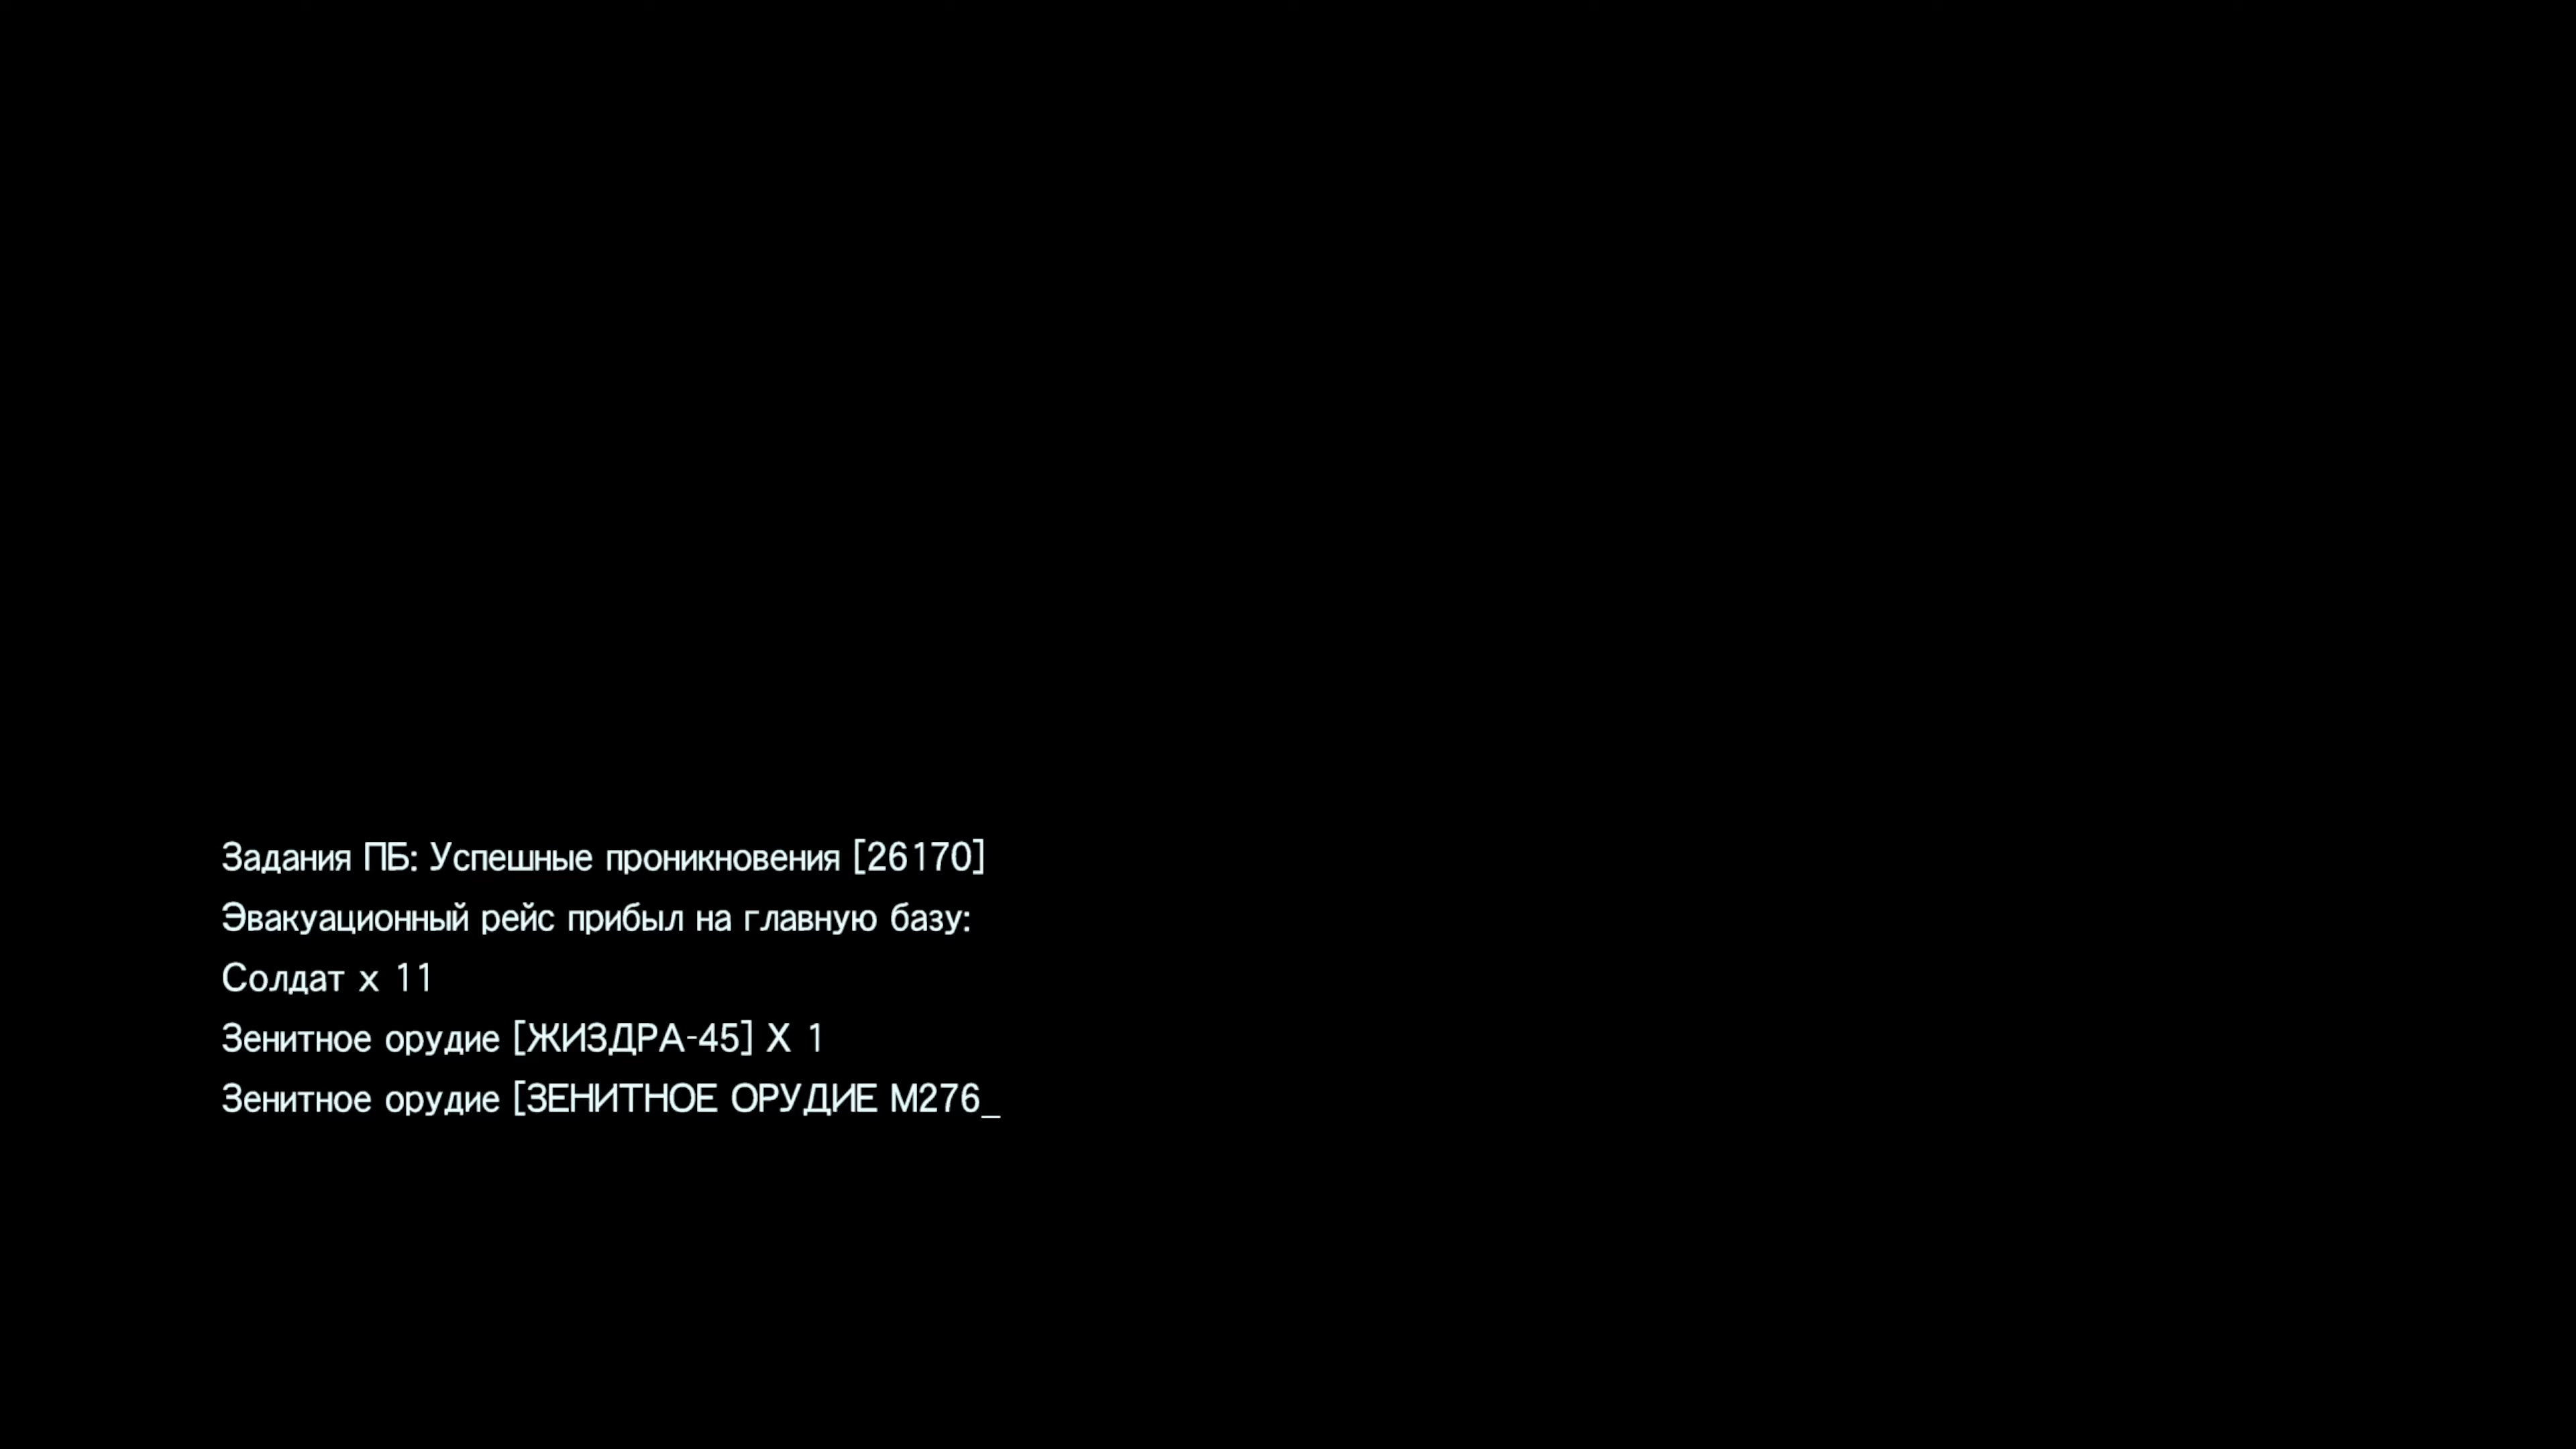 Задания ПБ: Успешные проникновения [26170]
Эвакуационный рейс прибыл на главную базу:
Солдат x 11
Зенитное орудие [ЖИЗДРА-45] X 1
Зенитное орудие [ЗЕНИТНОЕ ОРУДИЕ M276_